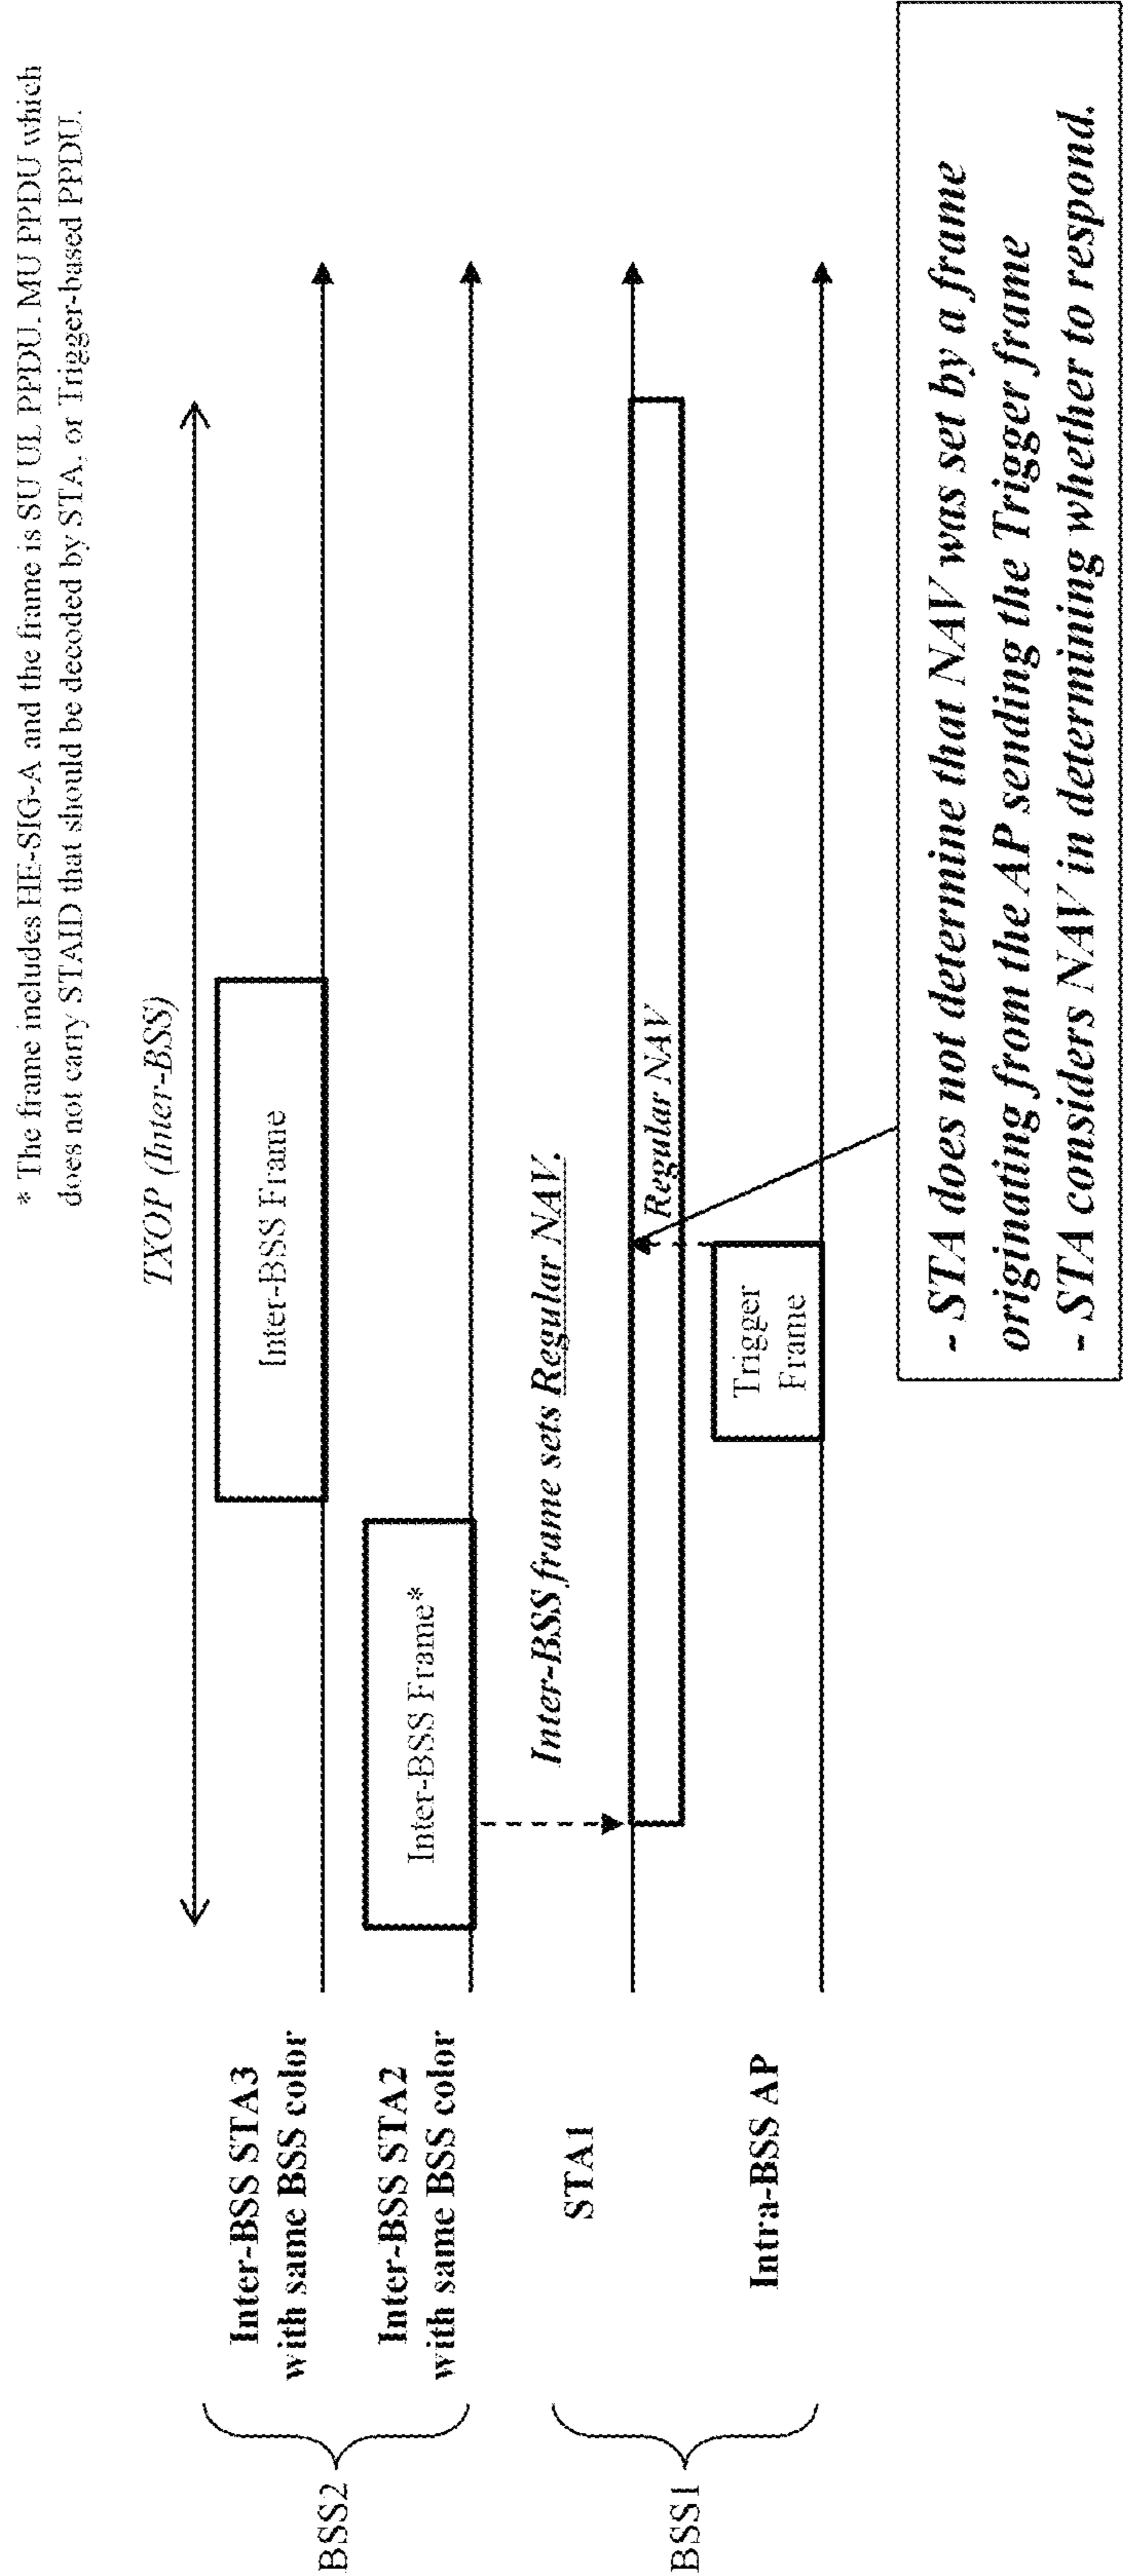 * The frame includes HE-SIG-A and the frame is SU UL PPDU, MU PPDU which
does not carry STAID that should be decoded by STA, or Trigger-based PPDU.
TXOP (Inter-BSS)
BSS2
Inter-BSS STA3
with same BSS color
Inter-BSS Frame
Inter-BSS STA2
with same BSS color
Inter-BSS Frame*
Inter-BSS frame sets Regular NAV.
BSS1
STA1
Regular NAV
Intra-BSS AP
Trigger
Frame
- STA does not determine that NAV was set by a frame
originating from the AP sending the Trigger frame
- STA considers NAV in determining whether to respond.